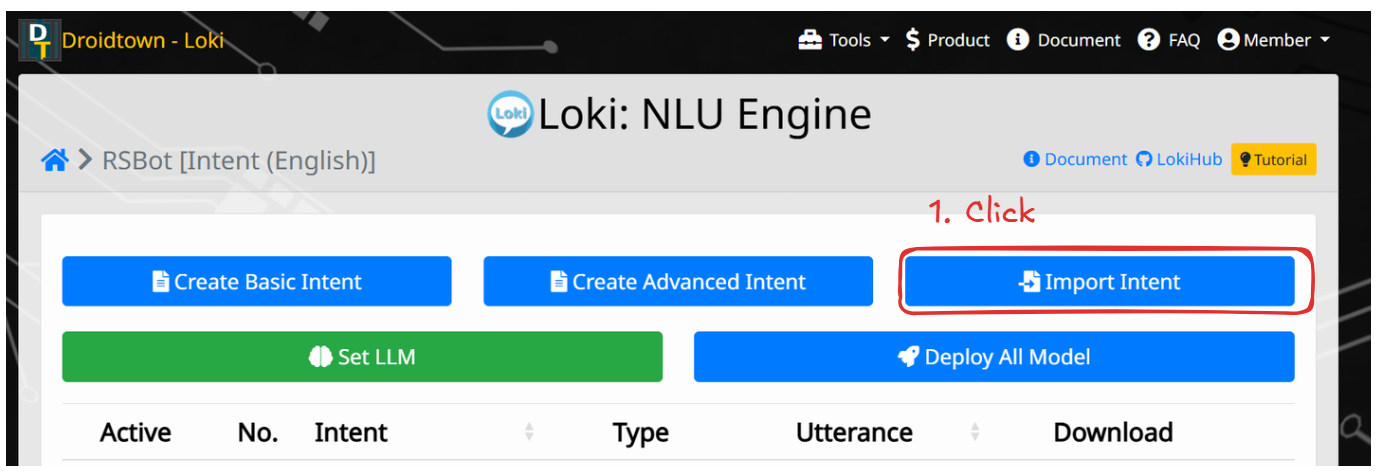 DT Droidtown - Loki Tools Product Document FAQ Member
Loki Loki: NLU Engine
RSBot [Intent (English)] Document LokiHub Tutorial
1. Click
Create Basic Intent Create Advanced Intent Import Intent
Set LLM Deploy All Model
Active No. Intent Type Utterance Download